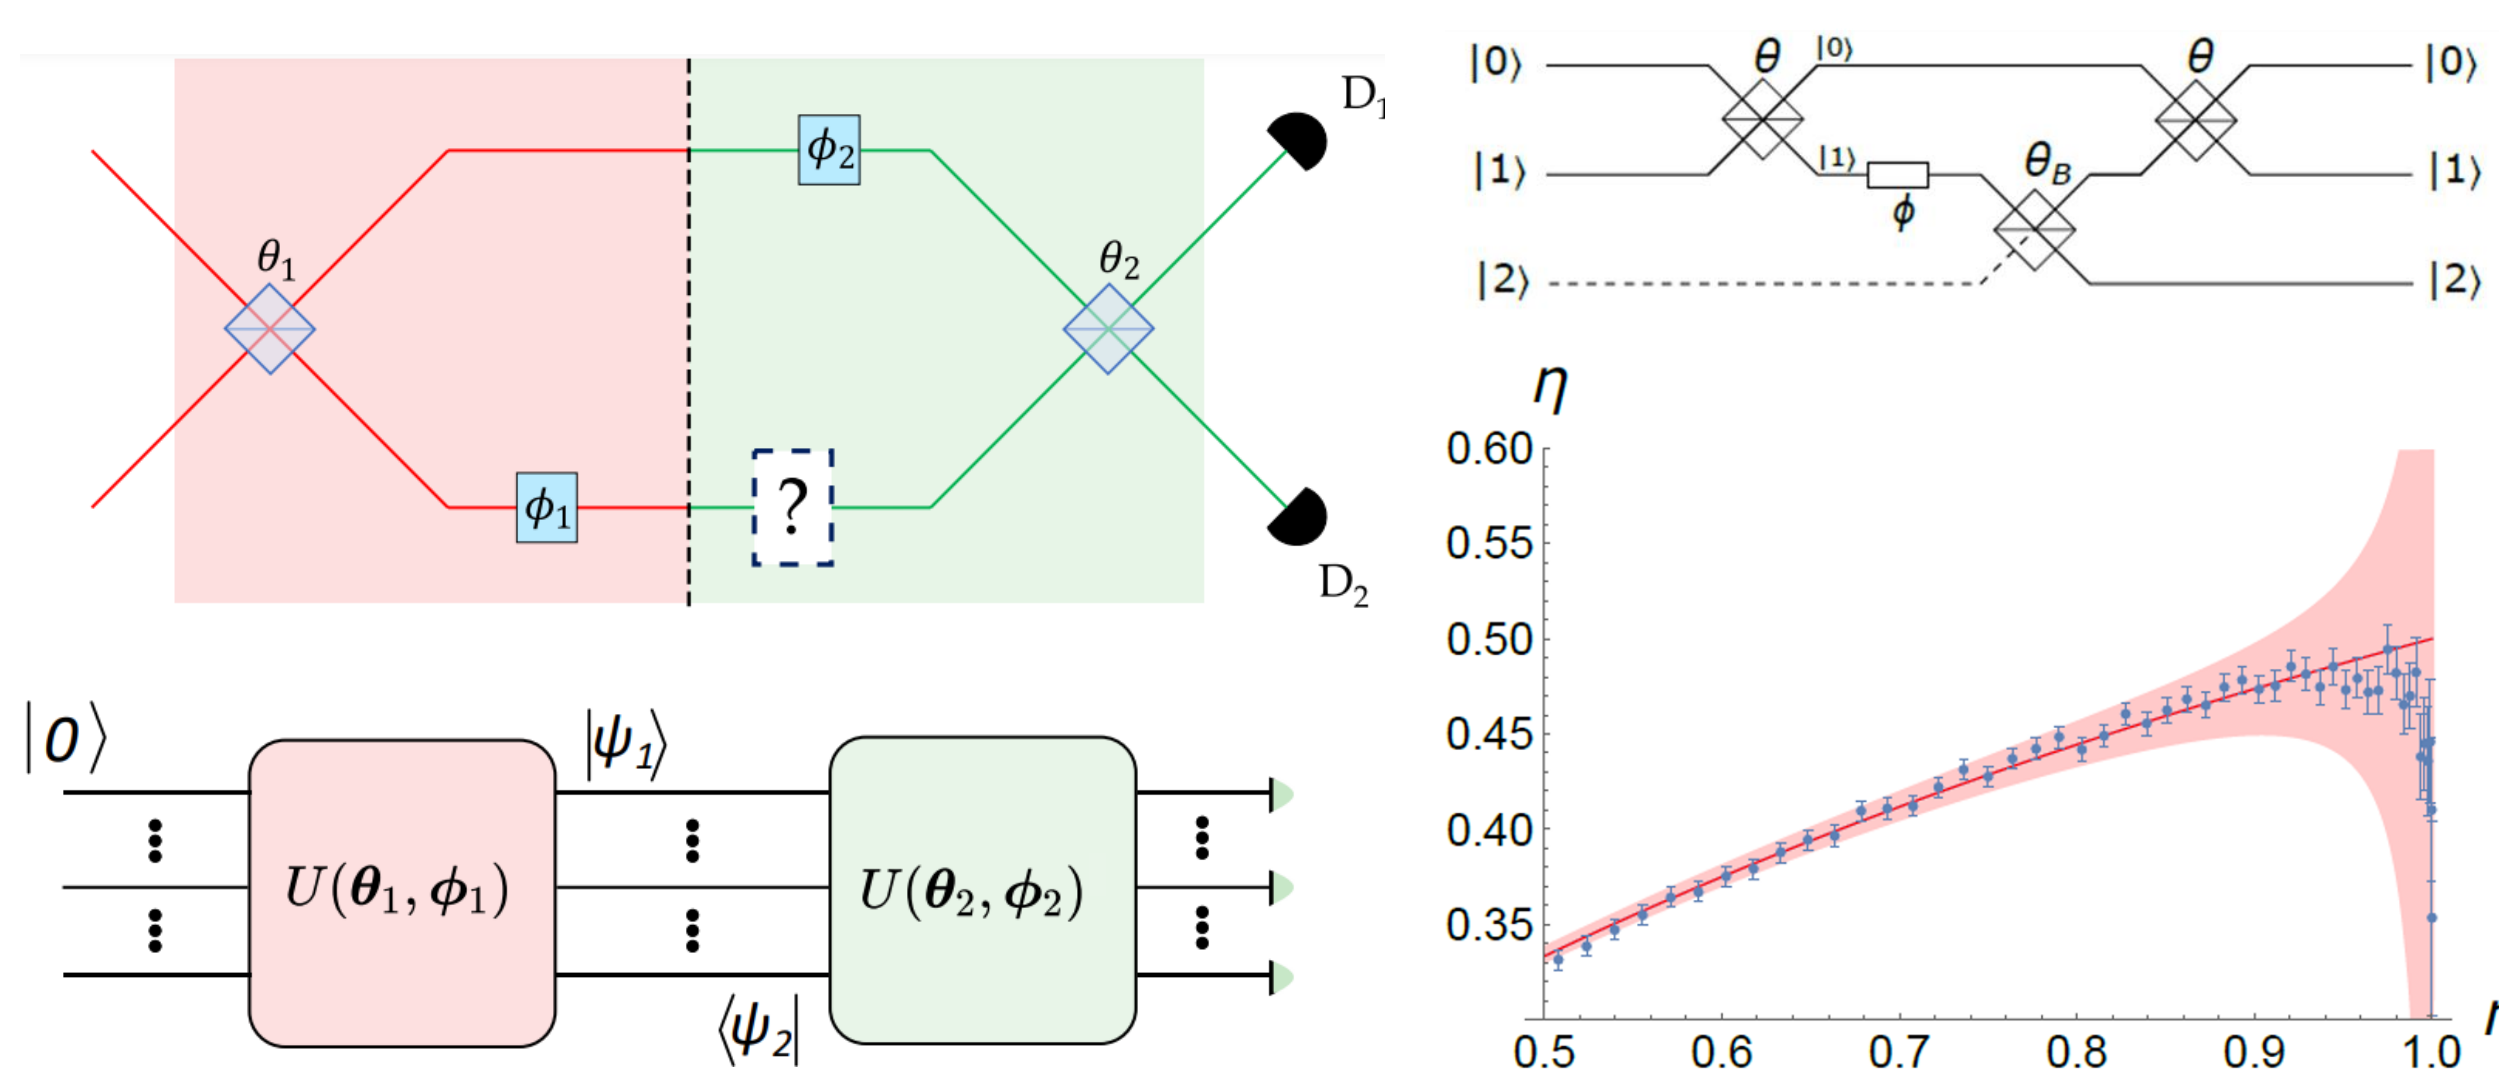 D₁
ϕ₂
θ₁
θ₂
ϕ₁
?
D₂
|0⟩
|ψ₁⟩
U(θ₁, ϕ₁)
U(θ₂, ϕ₂)
⟨ψ₂|
|0⟩ θ |0⟩ θ |0⟩
|1⟩ |1⟩ θ_B |1⟩
ϕ
|2⟩ |2⟩
η
0.60
0.55
0.50
0.45
0.40
0.35
0.5 0.6 0.7 0.8 0.9 1.0